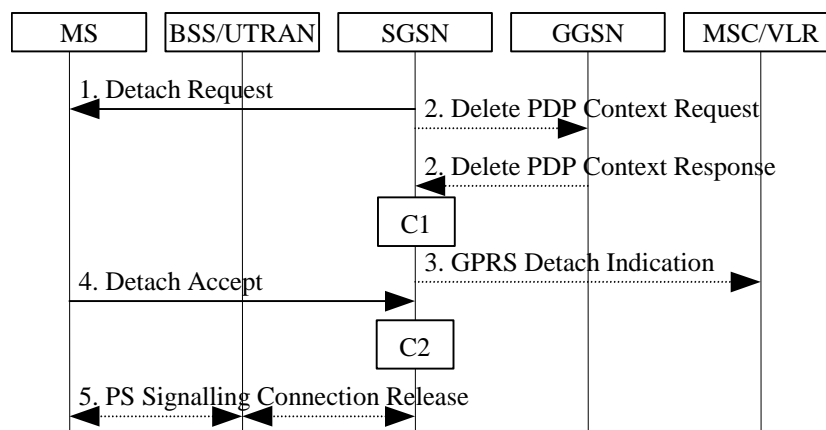 MS
BSS/UTRAN
SGSN
GGSN
MSC/VLR
1. Detach Request
2. Delete PDP Context Request
2. Delete PDP Context Response
C1
3. GPRS Detach Indication
4. Detach Accept
C2
5. PS Signalling Connection Release